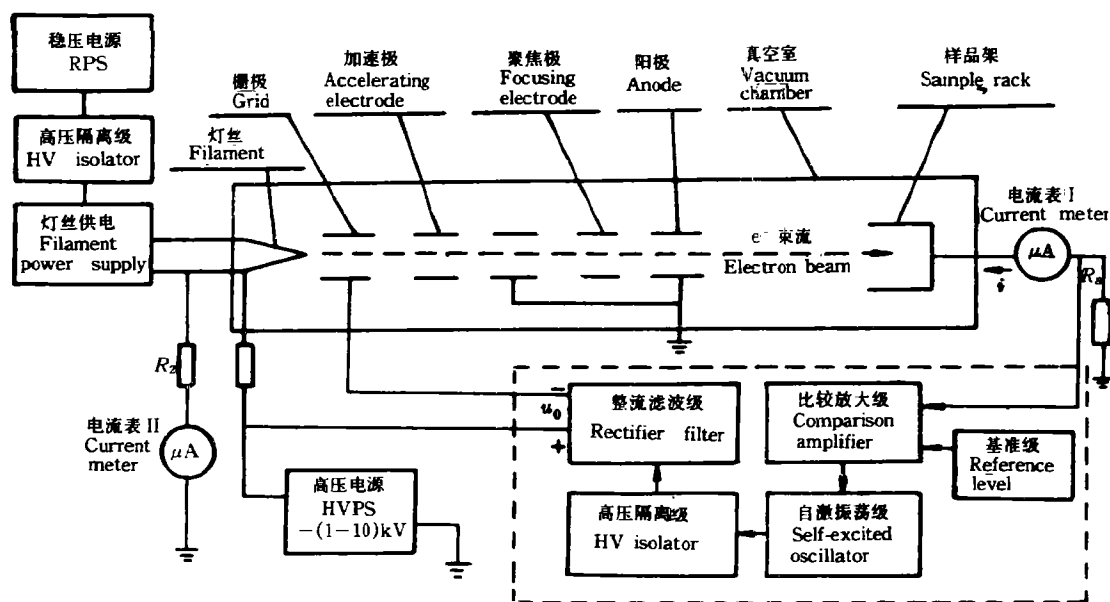 稳压电源
RPS
高压隔离级
HV isolator
灯丝供电
Filament
power supply
灯丝
Filament
栅极
Grid
加速极
Accelerating
electrode
聚焦极
Focusing
electrode
阳极
Anode
真空室
Vacuum
chamber
样品架
Sample rack
e⁻ 束流
Electron beam
电流表 I
Current meter
μA
i
Ra
R2
电流表 II
Current
meter
μA
高压电源
HVPS
−(1−10)kV
−
u0
+
整流滤波级
Rectifier filter
比较放大级
Comparison
amplifier
基准级
Reference
level
高压隔离级
HV isolator
自激振荡级
Self-excited
oscillator